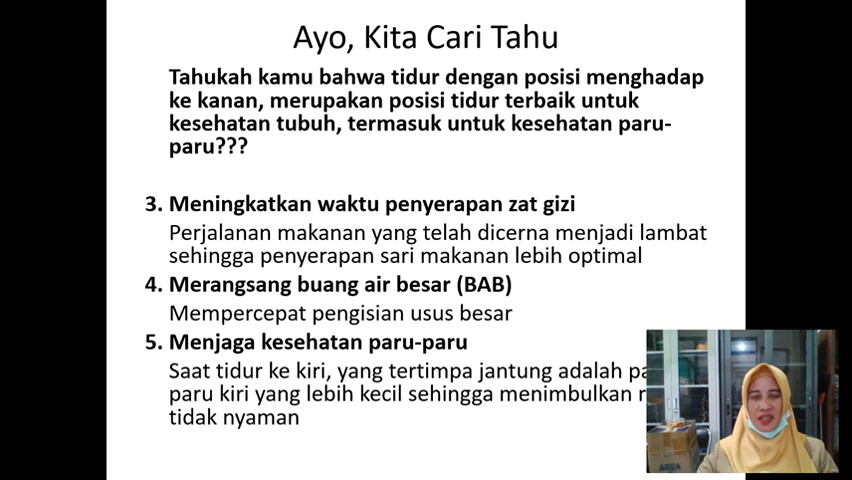 Ayo, Kita Cari Tahu
Tahukah kamu bahwa tidur dengan posisi menghadap
ke kanan, merupakan posisi tidur terbaik untuk
kesehatan tubuh, termasuk untuk kesehatan paru-
paru???
3. Meningkatkan waktu penyerapan zat gizi
Perjalanan makanan yang telah dicerna menjadi lambat
sehingga penyerapan sari makanan lebih optimal
4. Merangsang buang air besar (BAB)
Mempercepat pengisian usus besar
5. Menjaga kesehatan paru-paru
Saat tidur ke kiri, yang tertimpa jantung adalah
paru kiri yang lebih kecil sehingga menimbulkan
tidak nyaman